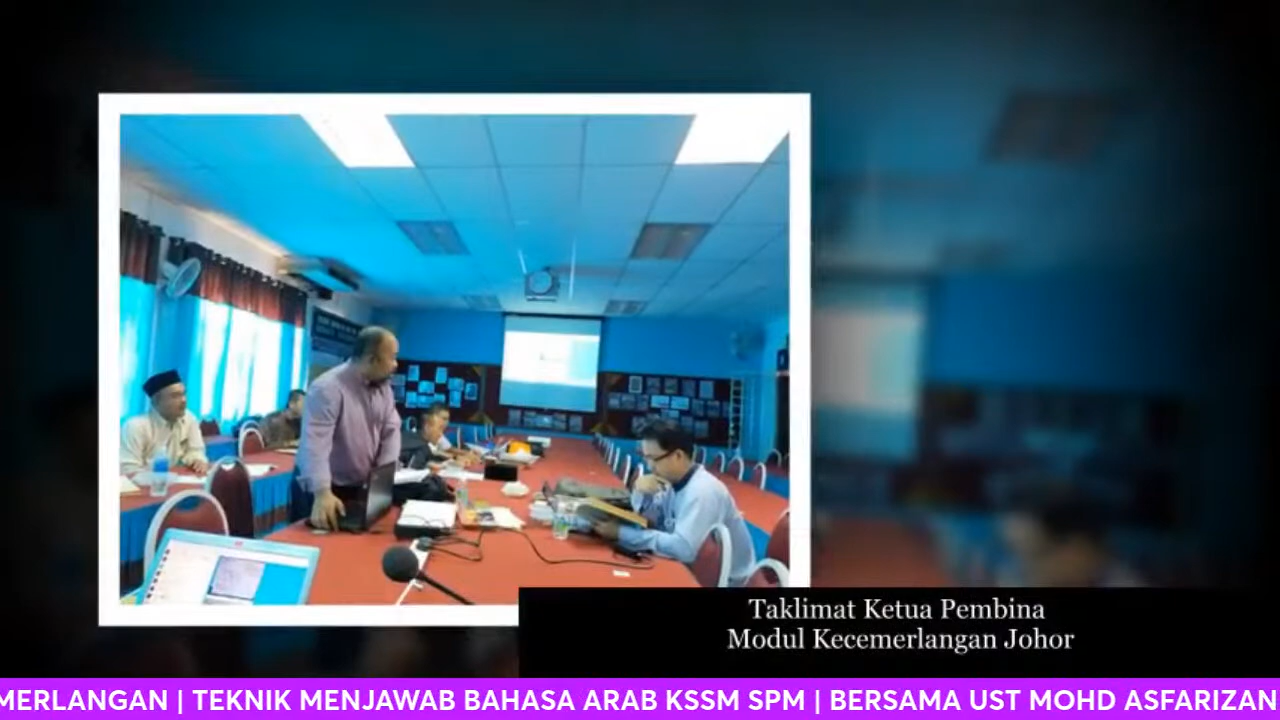 Taklimat Ketua Pembina
Modul Kecemerlangan Johor
MERLANGAN | TEKNIK MENJAWAB BAHASA ARAB KSSM SPM | BERSAMA UST MOHD ASFARIZAN